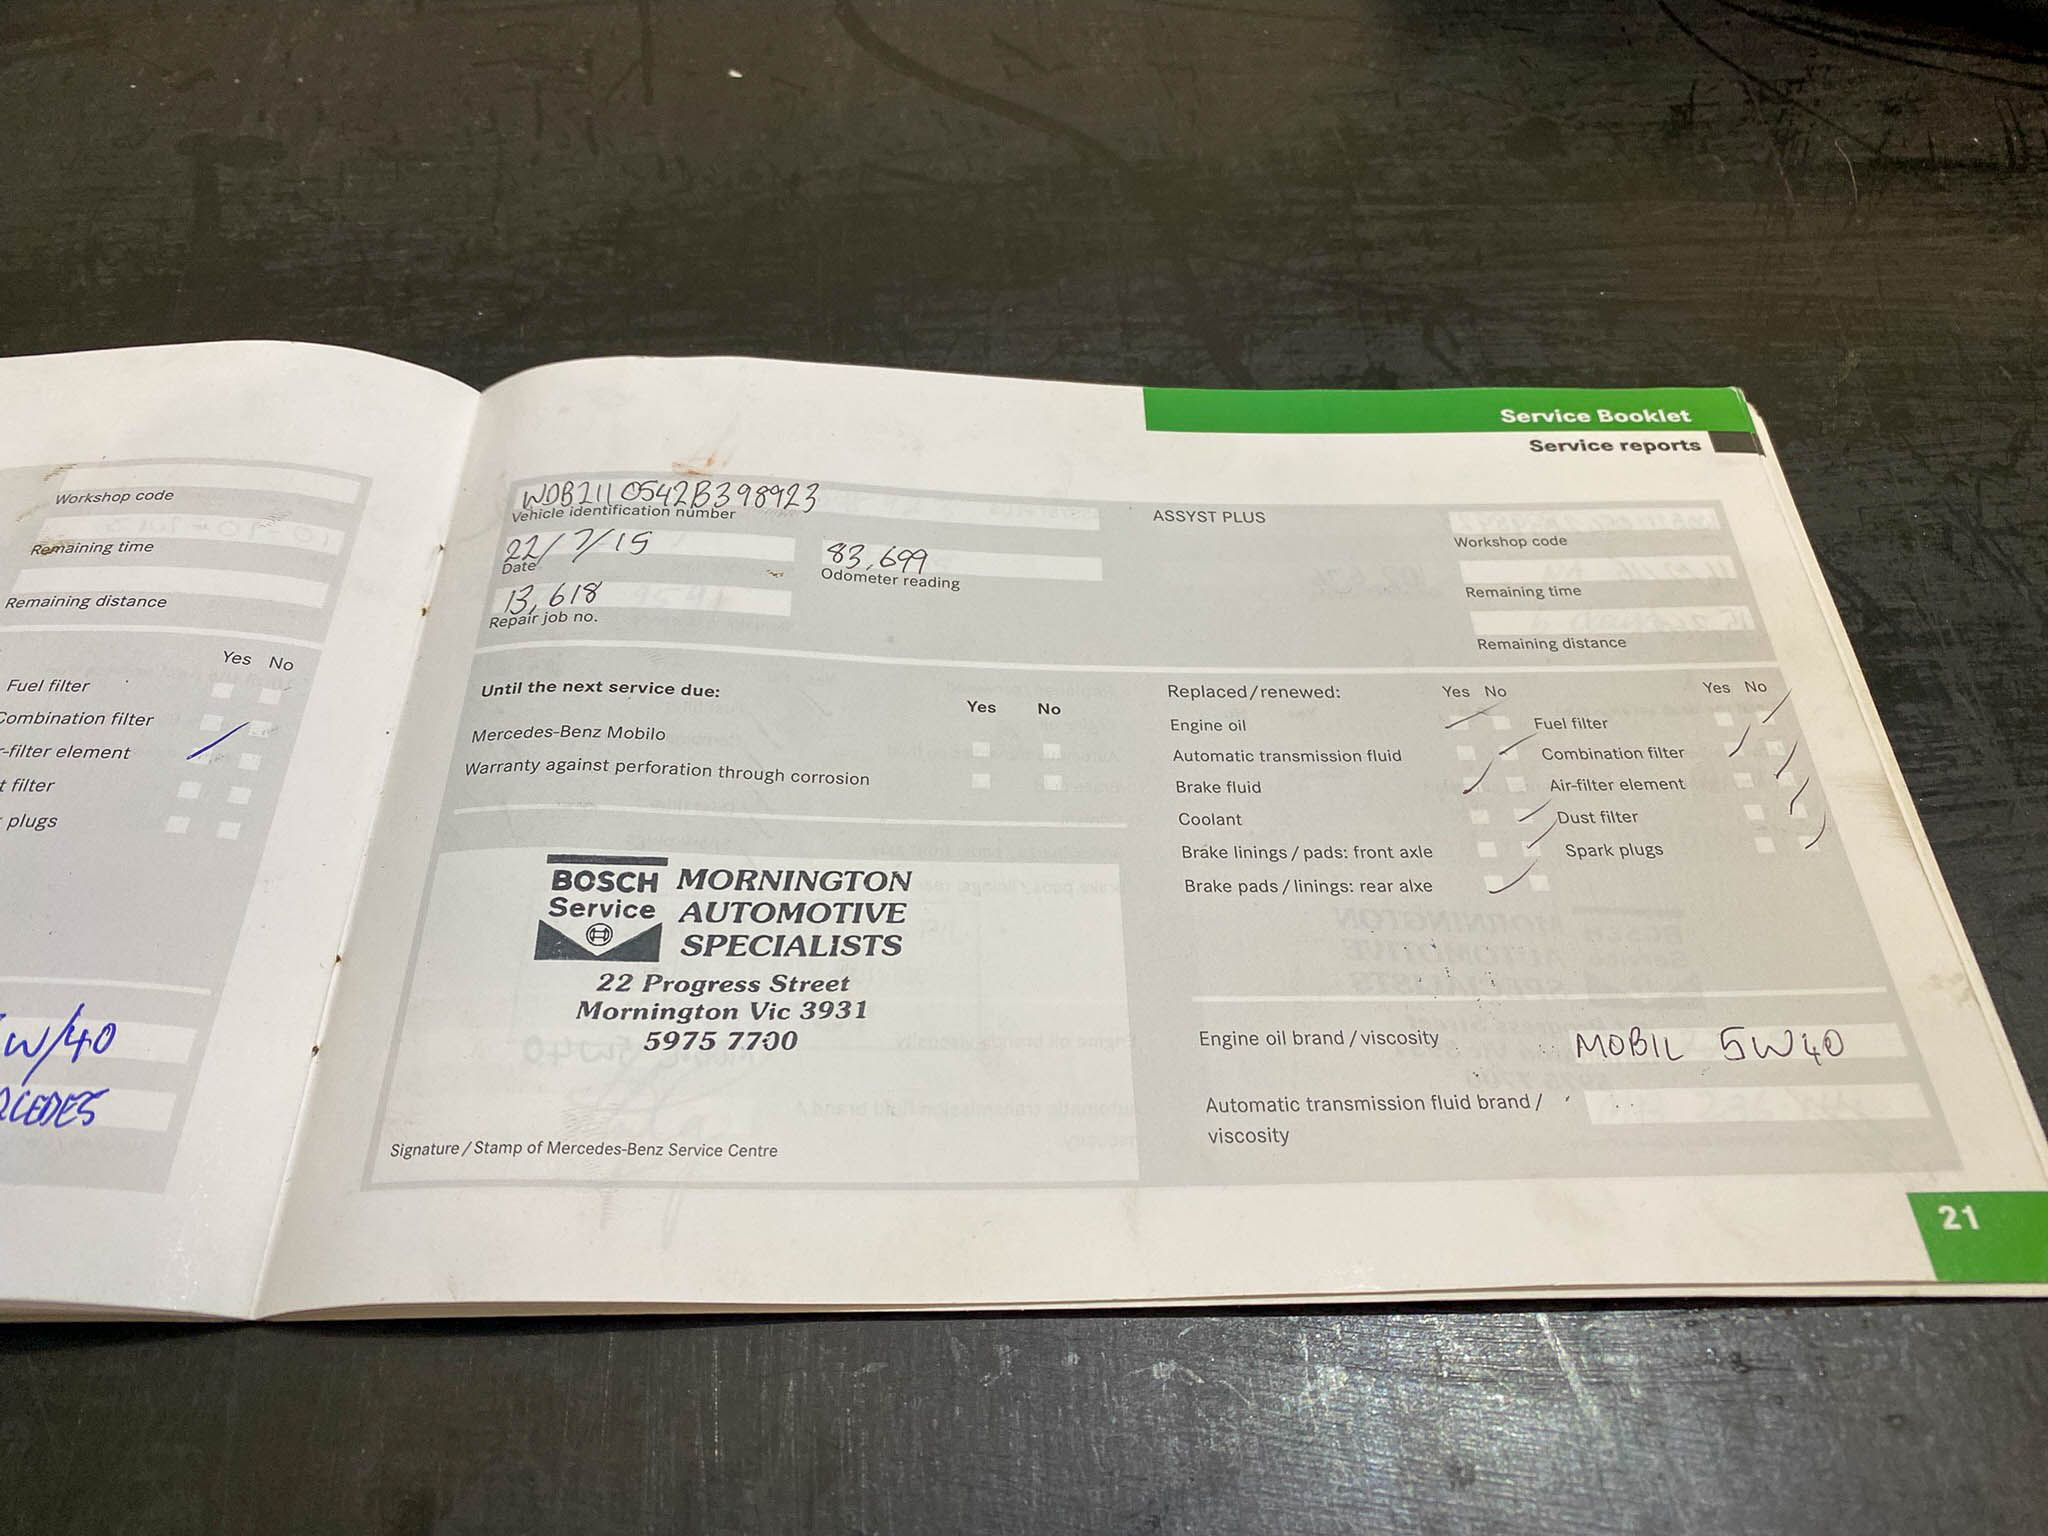 Workshop code
Remaining time
Remaining distance
Yes No
Fuel filter
Combination filter
-filter element
t filter
plugs
W/40
RCEDES
Service Booklet
Service reports
WDB2110542B398923
Vehicle identification number
22/7/15
Date
83,699
Odometer reading
13,618
Repair job no.
ASSYST PLUS
Workshop code
Remaining time
Remaining distance
Until the next service due:
Yes No
Mercedes-Benz Mobilo
Warranty against perforation through corrosion
BOSCH
Service
MORNINGTON
AUTOMOTIVE
SPECIALISTS
22 Progress Street
Mornington Vic 3931
5975 7700
Signature / Stamp of Mercedes-Benz Service Centre
Replaced / renewed:
Yes No
Engine oil
Automatic transmission fluid
Brake fluid
Coolant
Brake linings / pads: front axle
Brake pads / linings: rear alxe
Yes No
Fuel filter
Combination filter
Air-filter element
Dust filter
Spark plugs
Engine oil brand / viscosity
MOBIL 5W40
Automatic transmission fluid brand /
viscosity
21